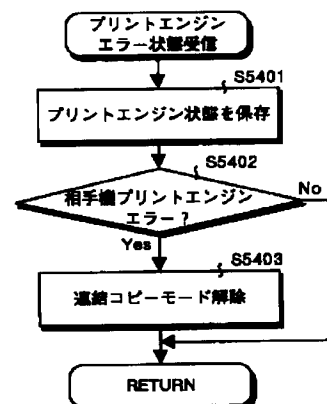 プリントエンジン
エラー状態受信
S5401
プリントエンジン状態を保存
S5402
相手機プリントエンジン
エラー？
No
Yes
S5403
連結コピーモード解除
RETURN